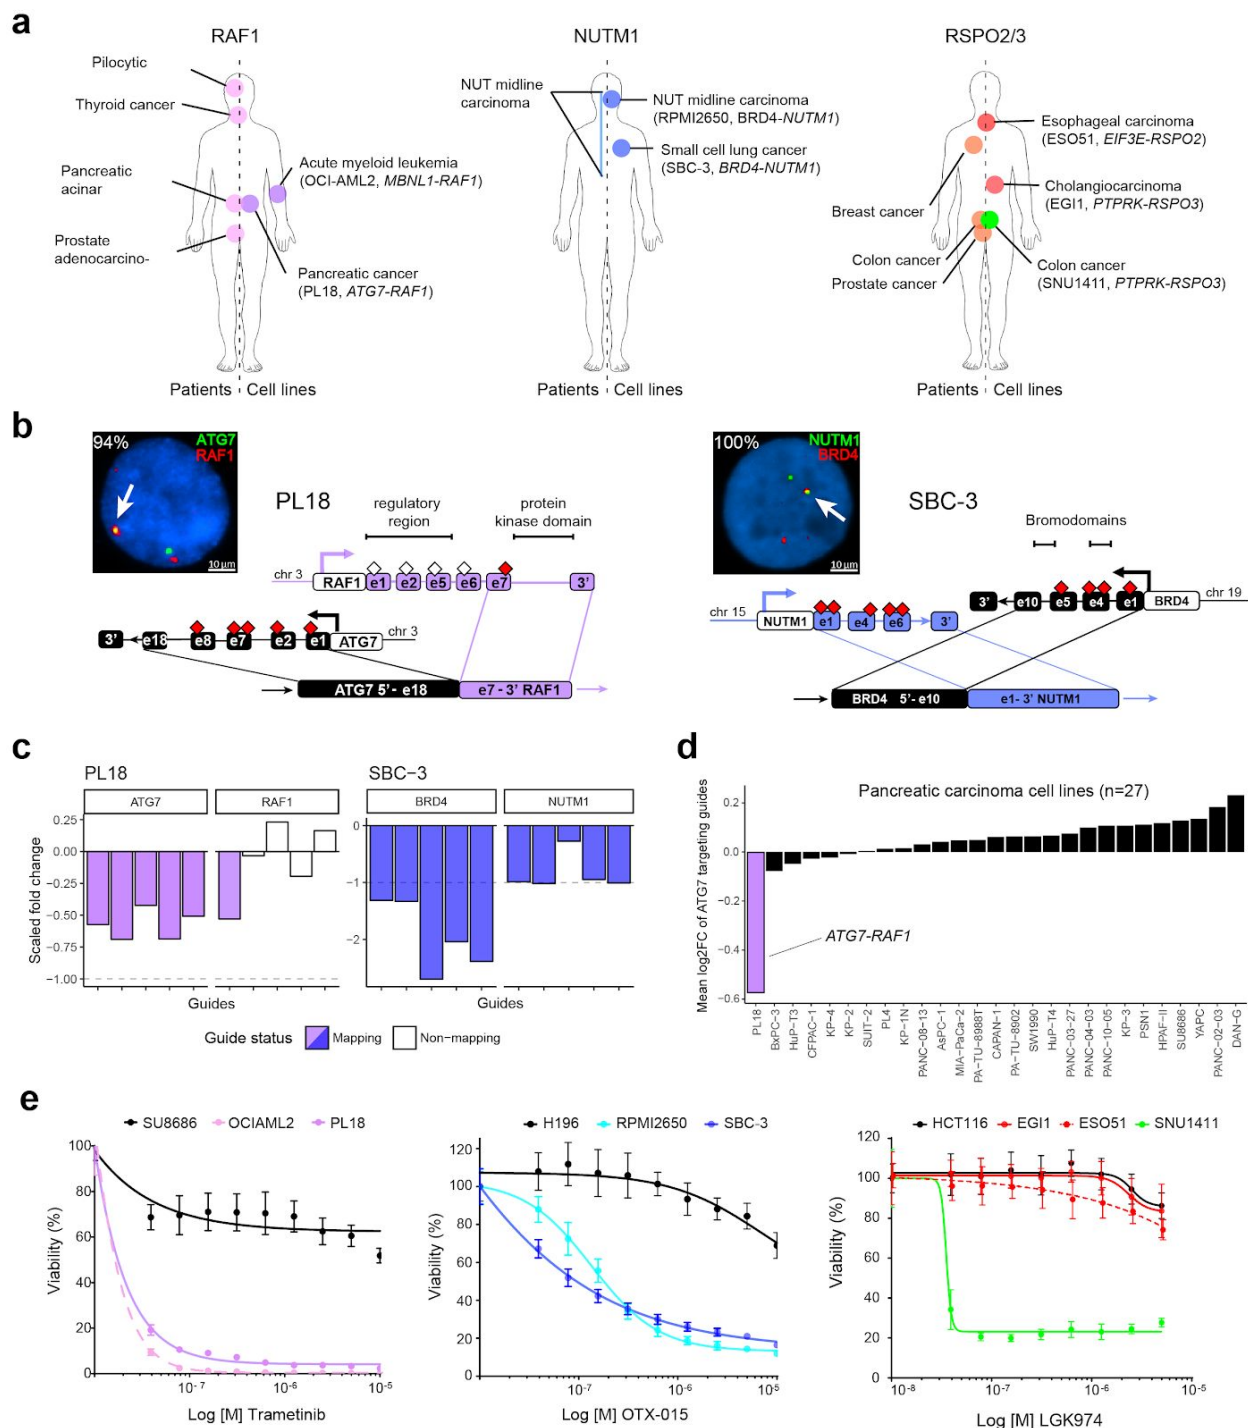 a
RAF1
Pilocytic
Thyroid cancer
Pancreatic
acinar
Prostate
adenocarcino-
Acute myeloid leukemia
(OCI-AML2, MBNL1-RAF1)
Pancreatic cancer
(PL18, ATG7-RAF1)
Patients
Cell lines
NUTM1
NUT midline
carcinoma
NUT midline carcinoma
(RPMI2650, BRD4-NUTM1)
Small cell lung cancer
(SBC-3, BRD4-NUTM1)
Patients
Cell lines
RSPO2/3
Esophageal carcinoma
(ESO51, EIF3E-RSPO2)
Cholangiocarcinoma
(EGI1, PTPRK-RSPO3)
Breast cancer
Colon cancer
Prostate cancer
Colon cancer
(SNU1411, PTPRK-RSPO3)
Patients
Cell lines
b
94%
ATG7
RAF1
10 µm
PL18
regulatory
region
protein
kinase domain
chr 3
RAF1 e1 e2 e5 e6 e7 3'
3' e18 e8 e7 e2 e1 ATG7
chr 3
ATG7 5' - e18
e7 - 3' RAF1
100%
NUTM1
BRD4
10 µm
SBC-3
Bromodomains
3' e10 e5 e4 e1 BRD4
chr 19
chr 15
NUTM1 e1 e4 e6 3'
BRD4 5'- e10
e1- 3' NUTM1
c
PL18
ATG7
RAF1
Scaled fold change
0.25
0.00
−0.25
−0.50
−0.75
−1.00
Guides
SBC−3
BRD4
NUTM1
0
−1
−2
Guides
Guide status
Mapping
Non−mapping
d
Pancreatic carcinoma cell lines (n=27)
Mean log2FC of ATG7 targeting guides
0.2
0.0
−0.2
−0.4
−0.6
ATG7-RAF1
PL18
BxPC-3
HuP-T3
CFPAC-1
KP-4
KP-2
SUIT-2
PL4
KP-1N
PANC-08-13
AsPC-1
MIA-PaCa-2
PA-TU-8988T
CAPAN-1
PA-TU-8902
SW1990
HuP-T4
PANC-03-27
PANC-04-03
PANC-10-05
KP-3
PSN1
HPAF-II
SU8686
YAPC
PANC-02-03
DAN-G
e
SU8686 OCIAML2 PL18
Viability (%)
100
80
60
40
20
0
10-7 10-6 10-5
Log [M] Trametinib
H196 RPMI2650 SBC-3
Viability (%)
120
100
80
60
40
20
0
10-7 10-6 10-5
Log [M] OTX-015
HCT116 EGI1 ESO51 SNU1411
Viability (%)
120
100
80
60
40
20
0
10-8 10-7 10-6 10-5
Log [M] LGK974